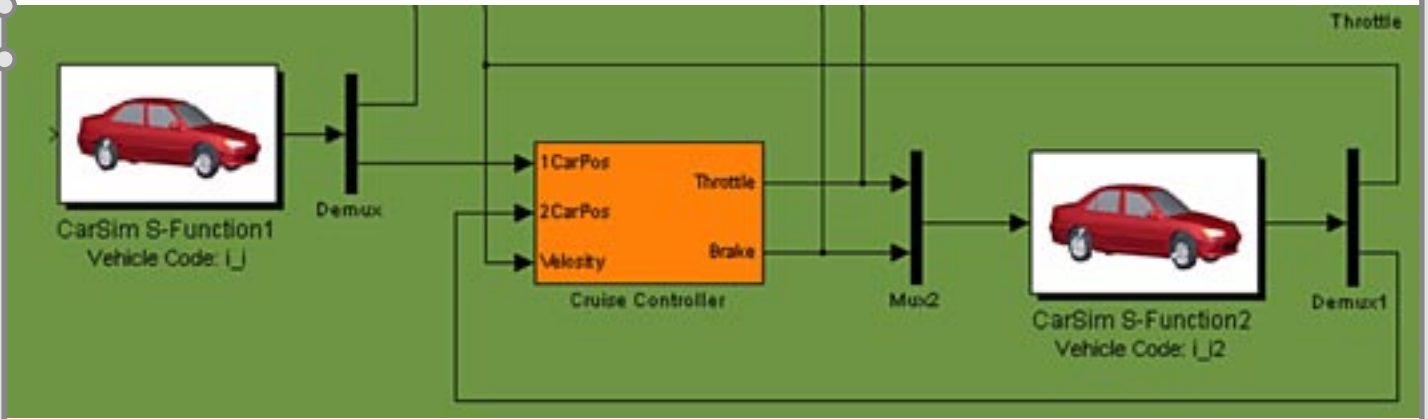 Throttle
CarSim S-Function1
Vehicle Code: i_i
Demux
1CarPos
2CarPos
Velosity
Throttle
Brake
Cruise Controller
Mux2
CarSim S-Function2
Vehicle Code: i_i2
Demux1